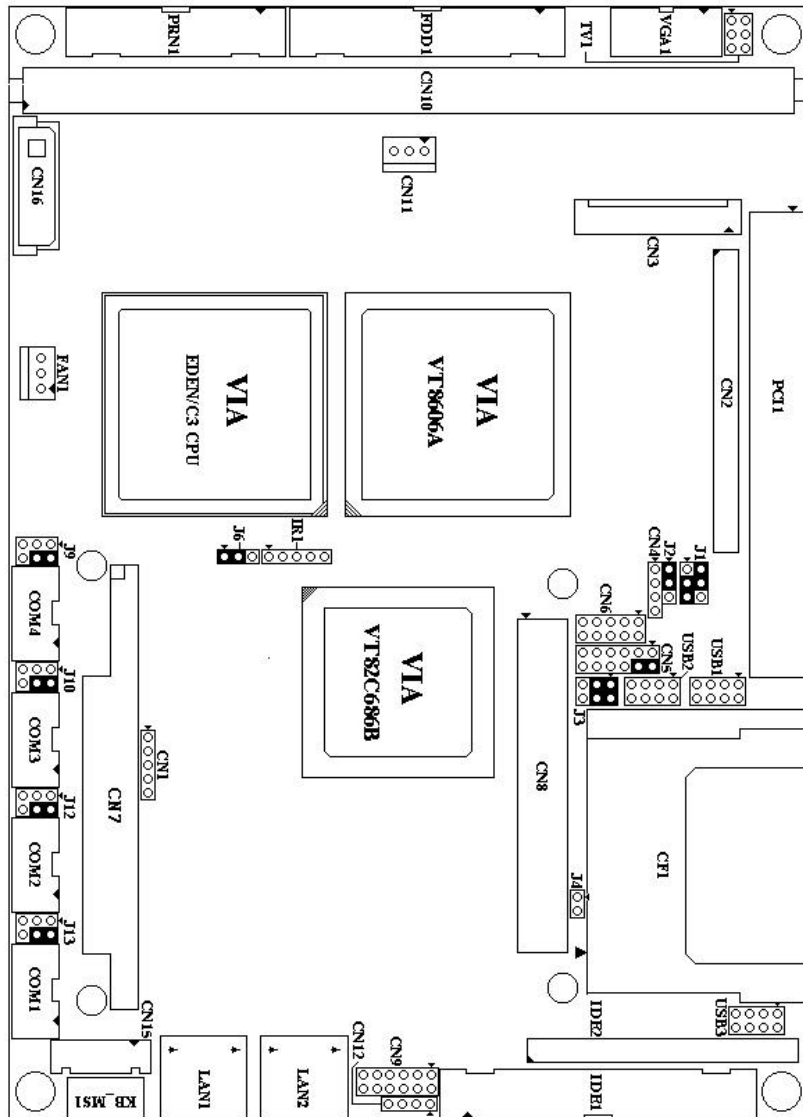 PRN1
FDD1
TV1
VGA1
CN10
CN16
CN11
CN3
FAN1
VIA
EDEN/C3 CPU
VIA
VT8606A
CN2
PCI1
J6
IR1
J9
CN4
J2
J1
CN6
CN5
USB2
USB1
COM4
VIA
VT82C686B
J3
J10
COM3
CN1
CN7
CN8
J12
COM2
J4
CF1
J13
COM1
CN15
IDE2
USB3
CN12
CN9
KB_MS1
LAN1
LAN2
IDE1